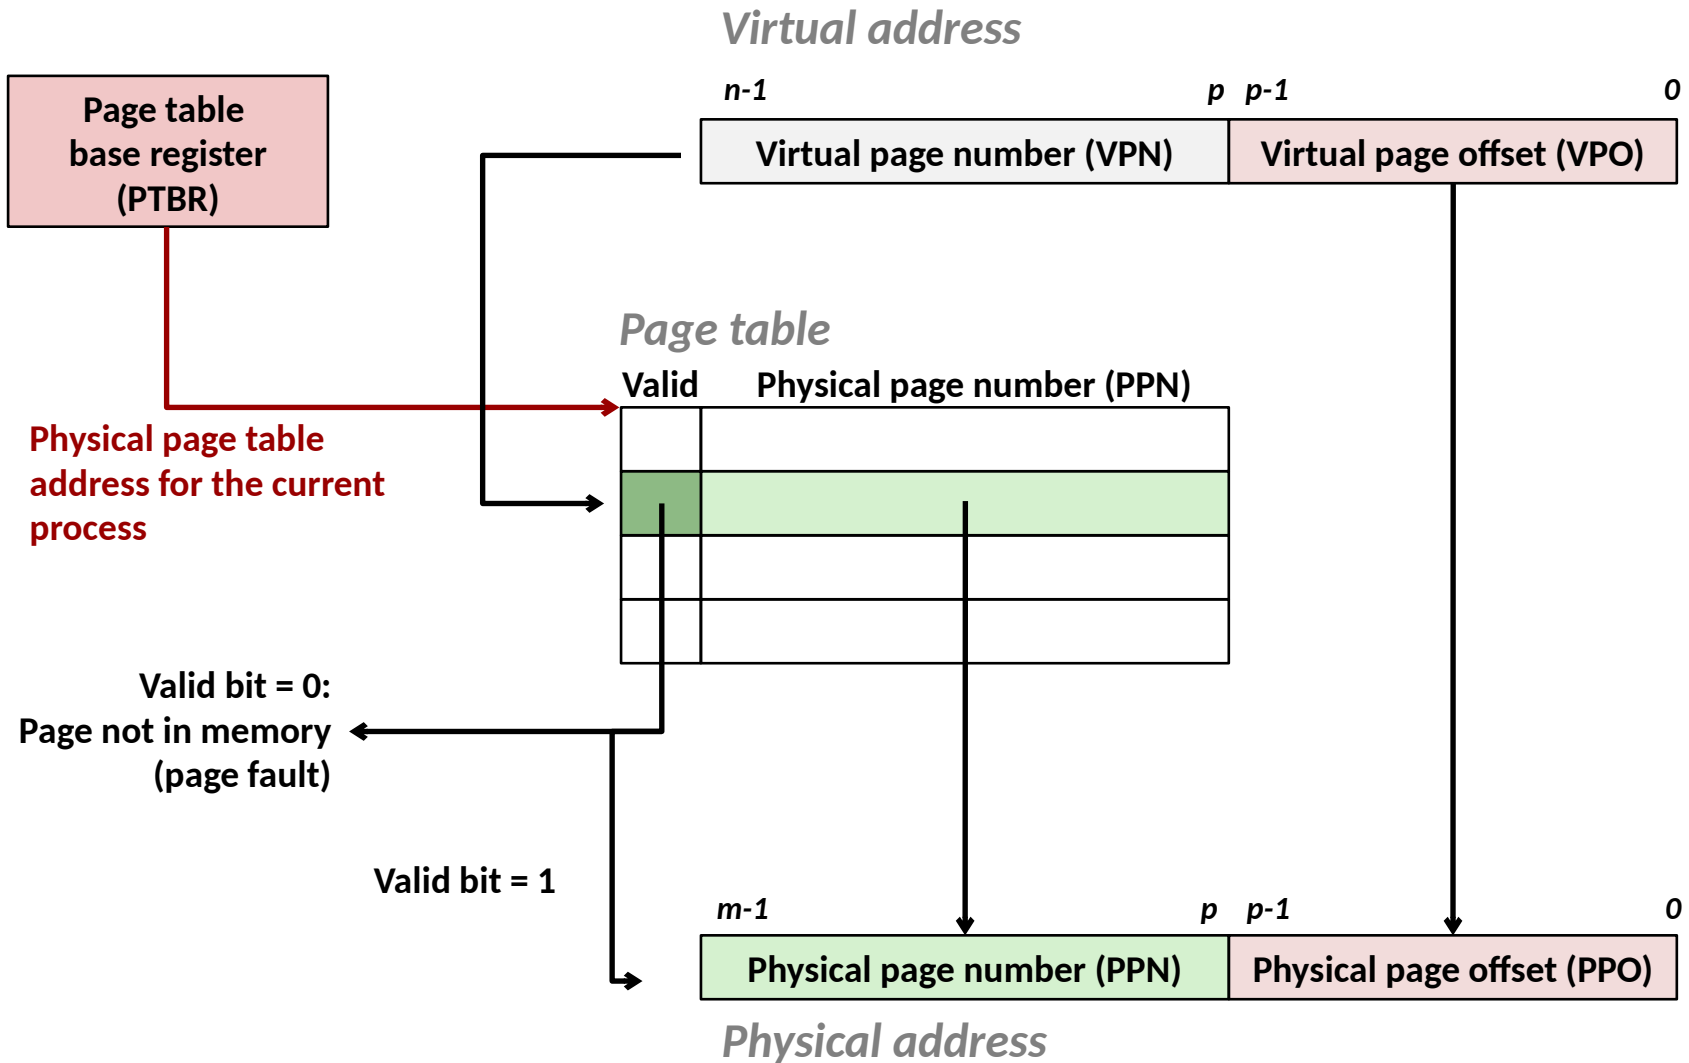 Virtual address
n-1 p p-1 0
Page table
base register
(PTBR)
Virtual page number (VPN) Virtual page offset (VPO)
Page table
Valid Physical page number (PPN)
Physical page table
address for the current
process
Valid bit = 0:
Page not in memory
(page fault)
Valid bit = 1
m-1 p p-1 0
Physical page number (PPN) Physical page offset (PPO)
Physical address